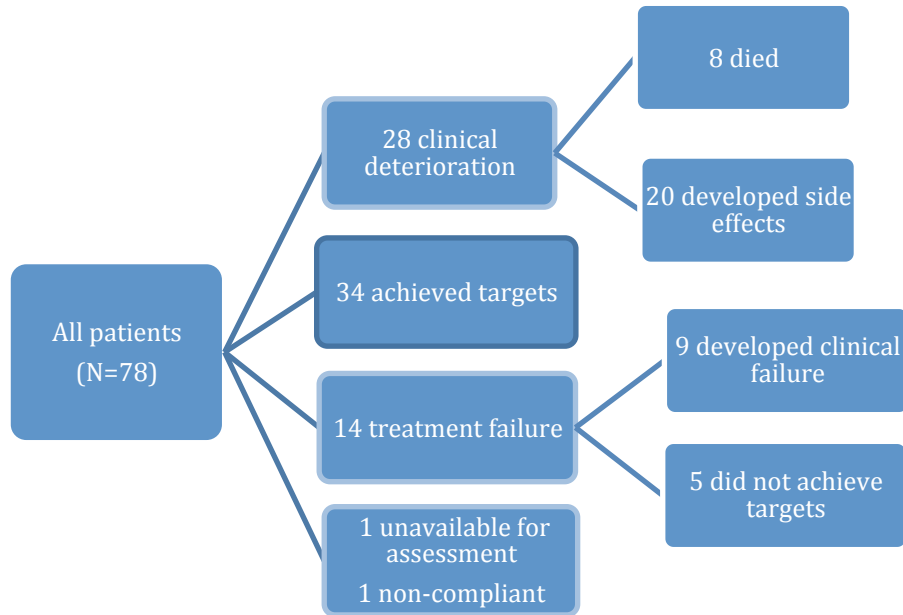 All patients
(N=78)
28 clinical
deterioration
8 died
20 developed side
effects
34 achieved targets
14 treatment failure
9 developed clinical
failure
5 did not achieve
targets
1 unavailable for
assessment
1 non-compliant